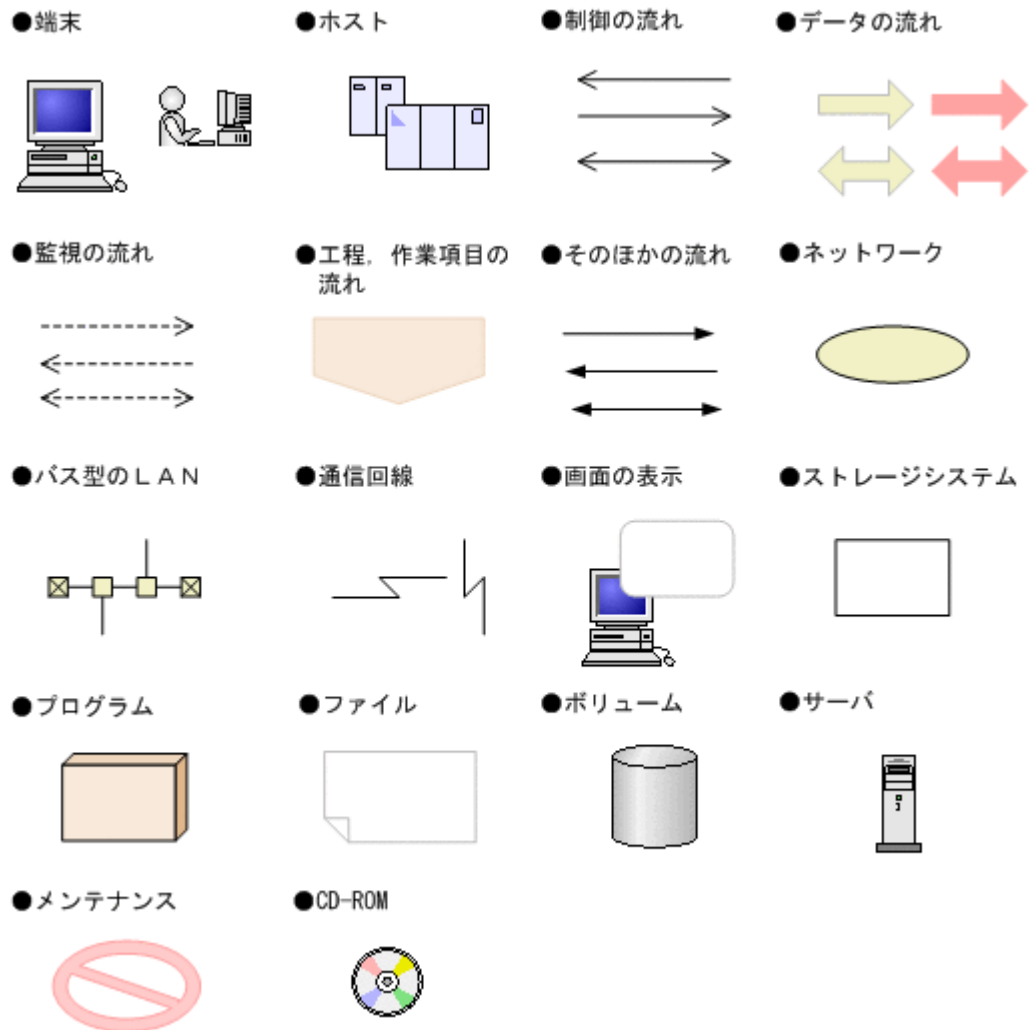 ●端末
●ホスト
●制御の流れ
●データの流れ
●監視の流れ
●工程，作業項目の
流れ
●そのほかの流れ
●ネットワーク
●バス型のＬＡＮ
●通信回線
●画面の表示
●ストレージシステム
●プログラム
●ファイル
●ボリューム
●サーバ
●メンテナンス
●CD-ROM